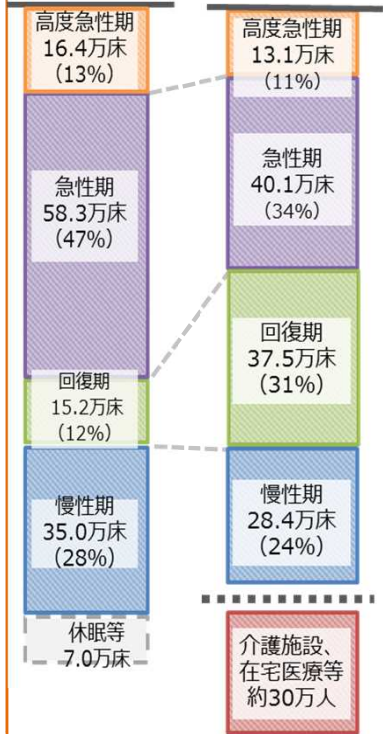 高度急性期
16.4万床
(13%)
急性期
58.3万床
(47%)
回復期
15.2万床
(12%)
慢性期
35.0万床
(28%)
休眠等
7.0万床
高度急性期
13.1万床
(11%)
急性期
40.1万床
(34%)
回復期
37.5万床
(31%)
慢性期
28.4万床
(24%)
介護施設、
在宅医療等
約30万人